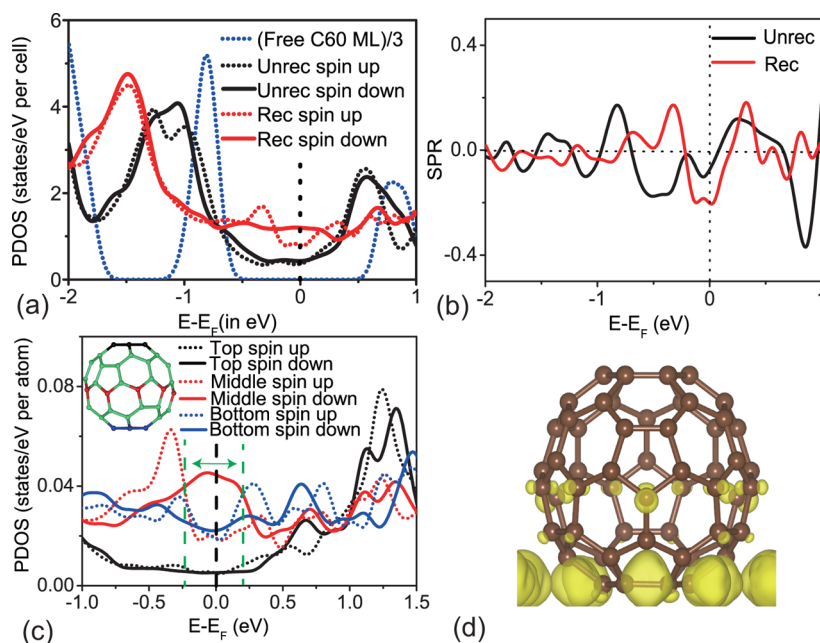 (Free C60 ML)/3
Unrec spin up
Unrec spin down
Rec spin up
Rec spin down
PDOS (states/eV per cell)
6
4
2
0
-2
-1
0
1
E-E_F(in eV)
(a)
Unrec
Rec
SPR
0.4
0.0
-0.4
-2
-1
0
1
E-E_F (eV)
(b)
Top spin up
Top spin down
Middle spin up
Middle spin down
Bottom spin up
Bottom spin down
PDOS (states/eV per atom)
0.08
0.04
0.00
-1.0
-0.5
0.0
0.5
1.0
1.5
E-E_F (eV)
(c)
(d)